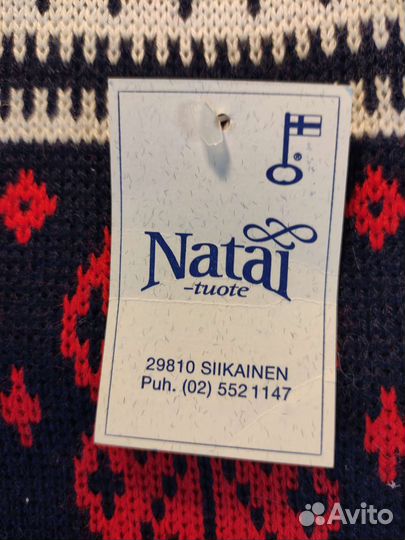 ®
Natai
-tuote
29810 SIIKAINEN
Puh. (02) 552 1147
Avito